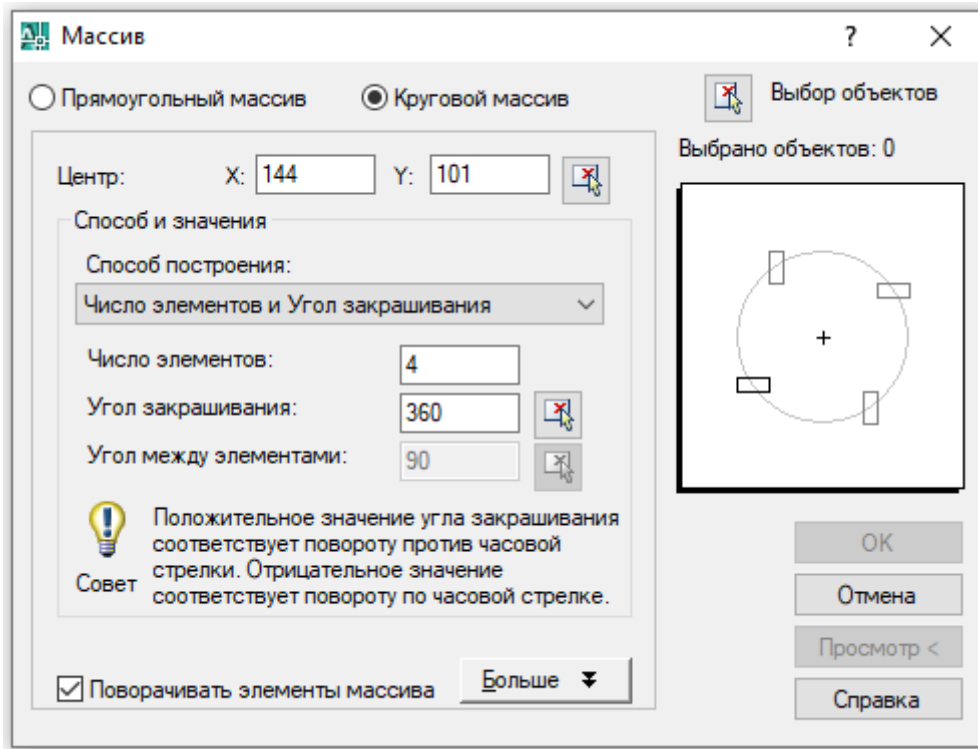 Массив
?
Прямоугольный массив
Круговой массив
Выбор объектов
Выбрано объектов: 0
Центр:
X: 144
Y: 101
Способ и значения
Способ построения:
Число элементов и Угол закрашивания
Число элементов:
4
Угол закрашивания:
360
Угол между элементами:
90
Положительное значение угла закрашивания
соответствует повороту против часовой
стрелки. Отрицательное значение
соответствует повороту по часовой стрелке.
Совет
Поворачивать элементы массива
Больше
OK
Отмена
Просмотр <
Справка